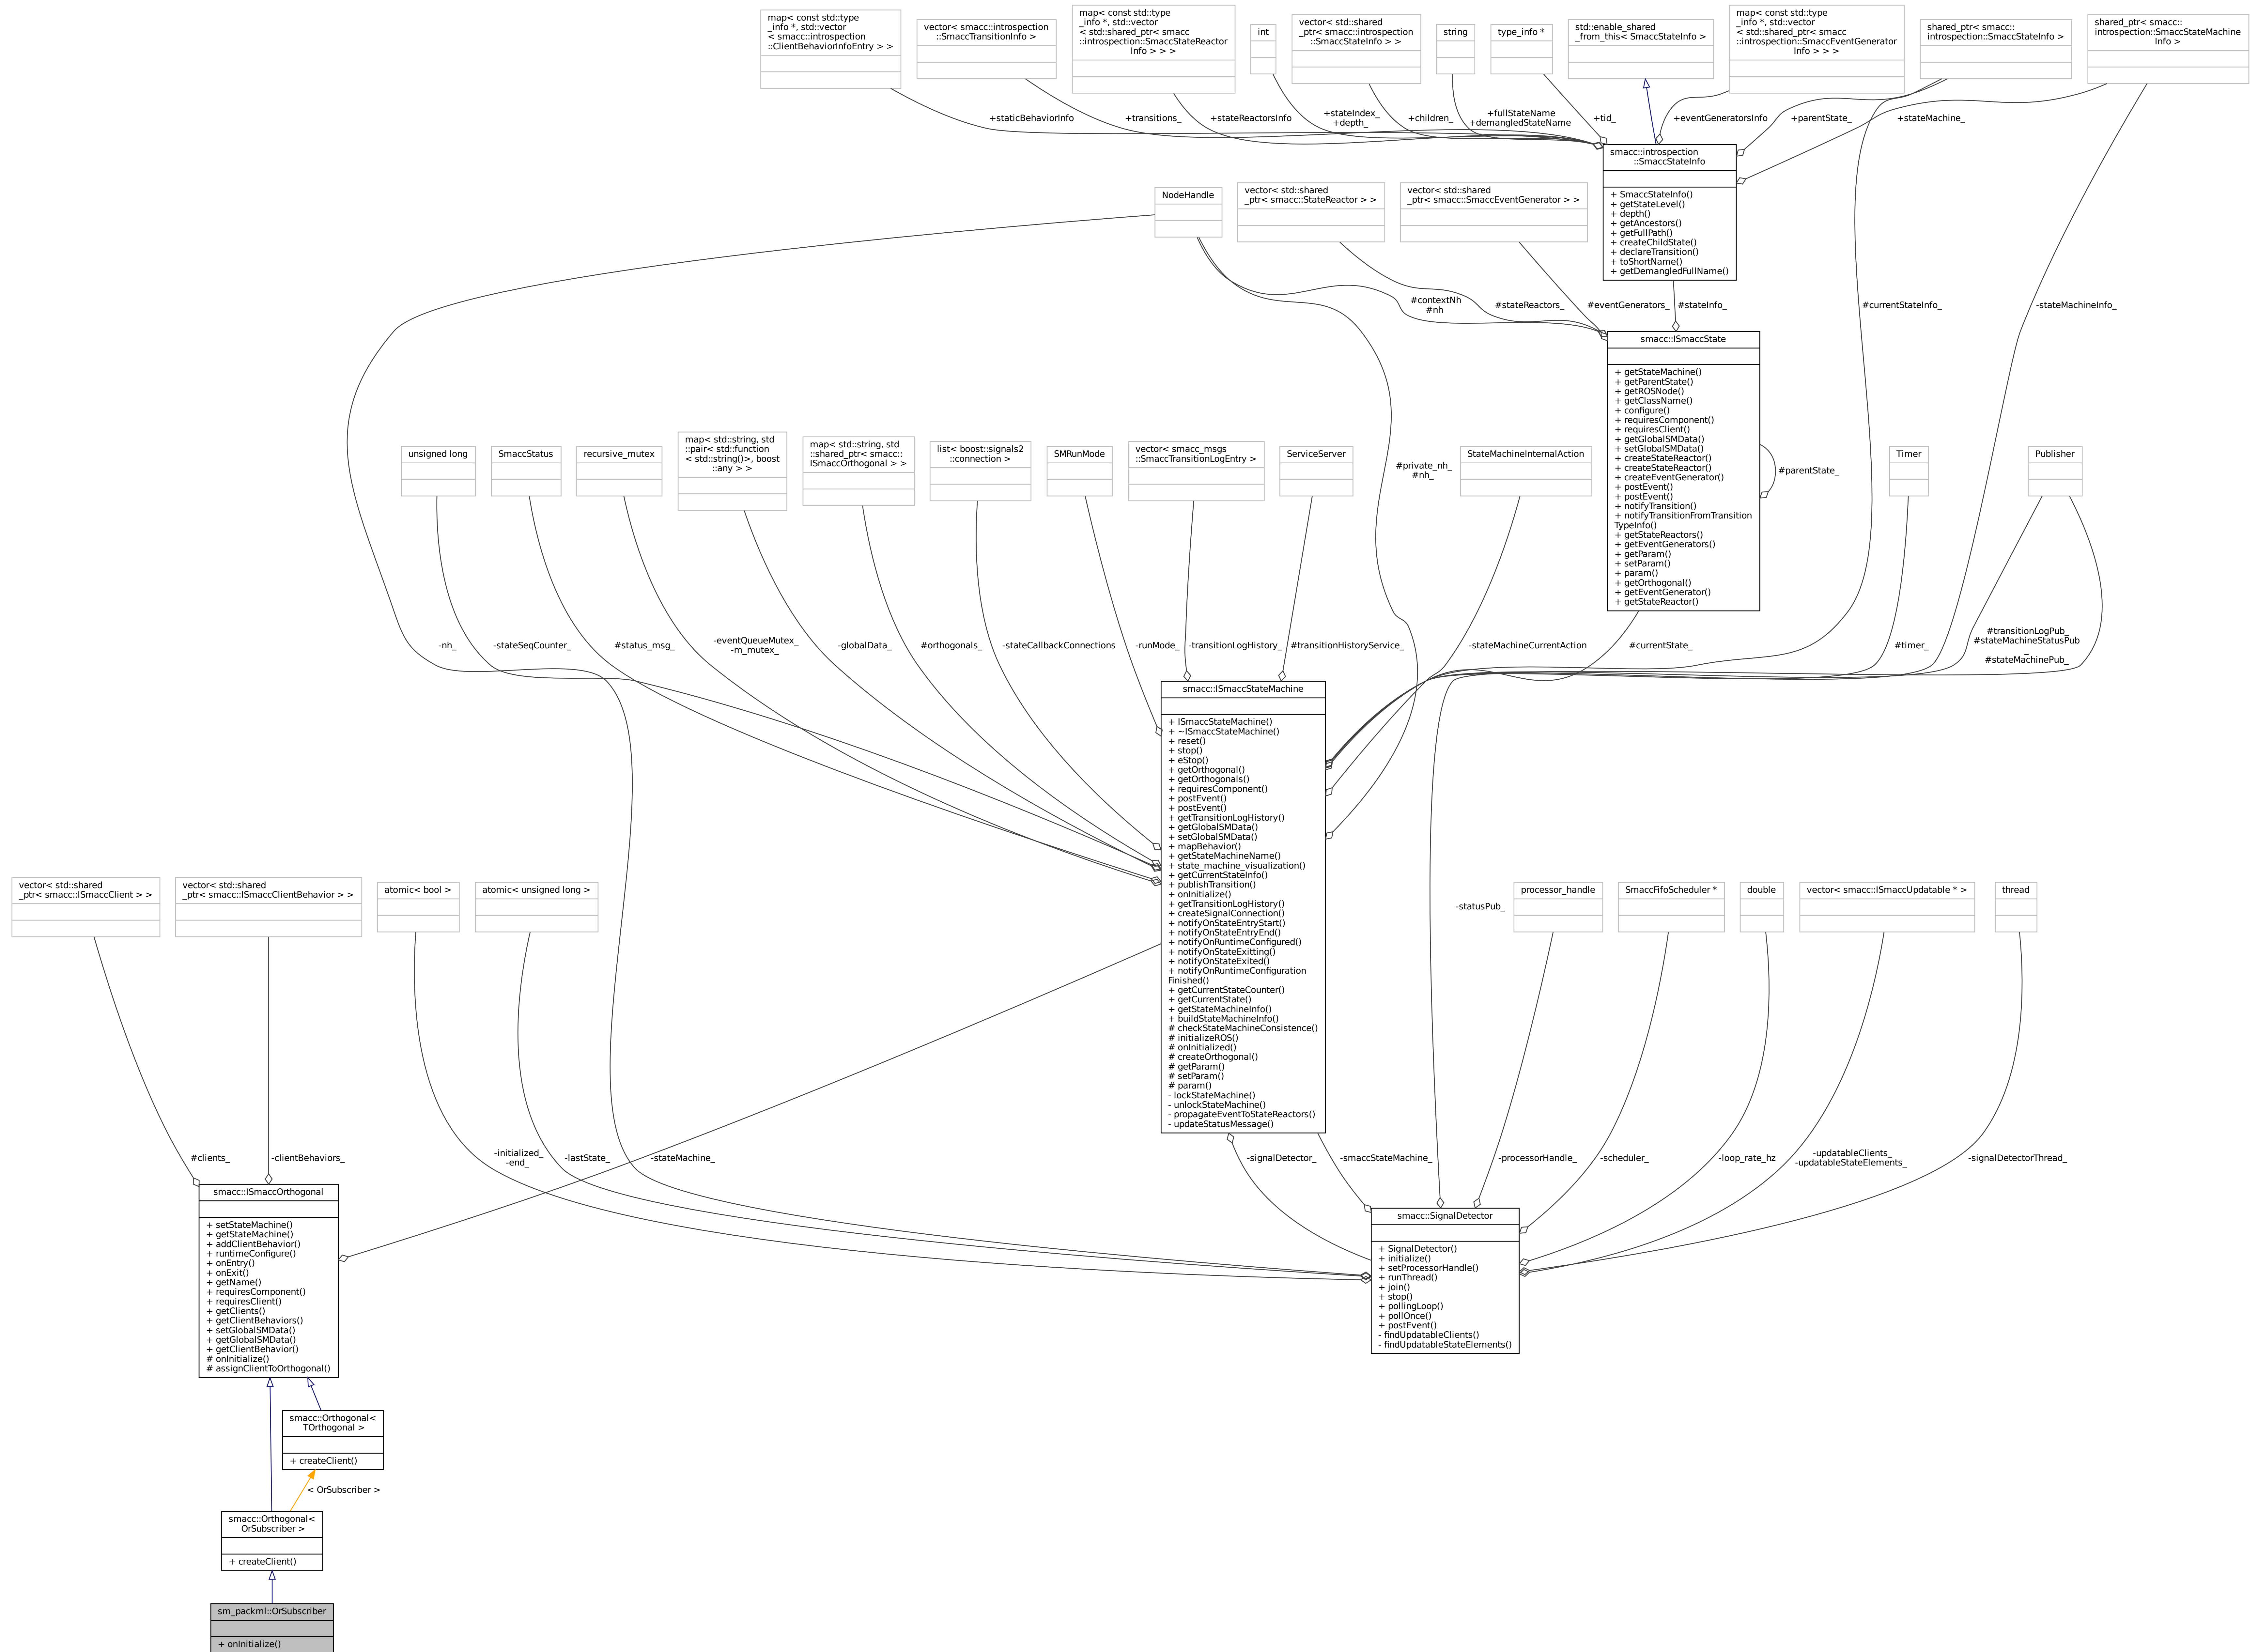 map< const std::type
_info *, std::vector
< smacc::introspection
::ClientBehaviorInfoEntry > >
vector< smacc::introspection
::SmaccTransitionInfo >
map< const std::type
_info *, std::vector
< std::shared_ptr< smacc
::introspection::SmaccStateReactor
Info > > >
int
vector< std::shared
_ptr< smacc::introspection
::SmaccStateInfo > >
string
type_info *
std::enable_shared
_from_this< SmaccStateInfo >
map< const std::type
_info *, std::vector
< std::shared_ptr< smacc
::introspection::SmaccEventGenerator
Info > > >
shared_ptr< smacc::
introspection::SmaccStateInfo >
shared_ptr< smacc::
introspection::SmaccStateMachine
Info >
+staticBehaviorInfo
+transitions_
+stateReactorsInfo
+stateIndex_
+depth_
+children_
+fullStateName
+demangledStateName
+tid_
+eventGeneratorsInfo
+parentState_
+stateMachine_
smacc::introspection
::SmaccStateInfo
+ SmaccStateInfo()
+ getStateLevel()
+ depth()
+ getAncestors()
+ getFullPath()
+ createChildState()
+ declareTransition()
+ toShortName()
+ getDemangledFullName()
NodeHandle
vector< std::shared
_ptr< smacc::StateReactor > >
vector< std::shared
_ptr< smacc::SmaccEventGenerator > >
#contextNh
#nh
#stateReactors_
#eventGenerators_
#stateInfo_
#currentStateInfo_
-stateMachineInfo_
smacc::ISmaccState
+ getStateMachine()
+ getParentState()
+ getROSNode()
+ getClassName()
+ configure()
+ requiresComponent()
+ requiresClient()
+ getGlobalSMData()
+ setGlobalSMData()
+ createStateReactor()
+ createStateReactor()
+ createEventGenerator()
+ postEvent()
+ postEvent()
+ notifyTransition()
+ notifyTransitionFromTransition
TypeInfo()
+ getStateReactors()
+ getEventGenerators()
+ getParam()
+ setParam()
+ param()
+ getOrthogonal()
+ getEventGenerator()
+ getStateReactor()
#parentState_
unsigned long
SmaccStatus
recursive_mutex
map< std::string, std
::pair< std::function
< std::string()>, boost
::any > >
map< std::string, std
::shared_ptr< smacc::
ISmaccOrthogonal > >
list< boost::signals2
::connection >
SMRunMode
vector< smacc_msgs
::SmaccTransitionLogEntry >
ServiceServer
#private_nh_
#nh_
StateMachineInternalAction
Timer
Publisher
-nh_
-stateSeqCounter_
#status_msg_
-eventQueueMutex_
-m_mutex_
-globalData_
#orthogonals_
-stateCallbackConnections
-runMode_
-transitionLogHistory_
#transitionHistoryService_
-stateMachineCurrentAction
#currentState_
#timer_
#transitionLogPub_
#stateMachineStatusPub
_
#stateMachinePub_
smacc::ISmaccStateMachine
+ ISmaccStateMachine()
+ ~ISmaccStateMachine()
+ reset()
+ stop()
+ eStop()
+ getOrthogonal()
+ getOrthogonals()
+ requiresComponent()
+ postEvent()
+ postEvent()
+ getTransitionLogHistory()
+ getGlobalSMData()
+ setGlobalSMData()
+ mapBehavior()
+ getStateMachineName()
+ state_machine_visualization()
+ getCurrentStateInfo()
+ publishTransition()
+ onInitialize()
+ getTransitionLogHistory()
+ createSignalConnection()
+ notifyOnStateEntryStart()
+ notifyOnStateEntryEnd()
+ notifyOnRuntimeConfigured()
+ notifyOnStateExitting()
+ notifyOnStateExited()
+ notifyOnRuntimeConfiguration
Finished()
+ getCurrentStateCounter()
+ getCurrentState()
+ getStateMachineInfo()
+ buildStateMachineInfo()
# checkStateMachineConsistence()
# initializeROS()
# onInitialized()
# createOrthogonal()
# getParam()
# setParam()
# param()
- lockStateMachine()
- unlockStateMachine()
- propagateEventToStateReactors()
- updateStatusMessage()
vector< std::shared
_ptr< smacc::ISmaccClient > >
vector< std::shared
_ptr< smacc::ISmaccClientBehavior > >
atomic< bool >
atomic< unsigned long >
-statusPub_
processor_handle
SmaccFifoScheduler *
double
vector< smacc::ISmaccUpdatable * >
thread
#clients_
-clientBehaviors_
-initialized_
-end_
-lastState_
-stateMachine_
-signalDetector_
-smaccStateMachine_
-processorHandle_
-scheduler_
-loop_rate_hz
-updatableClients_
-updatableStateElements_
-signalDetectorThread_
smacc::ISmaccOrthogonal
+ setStateMachine()
+ getStateMachine()
+ addClientBehavior()
+ runtimeConfigure()
+ onEntry()
+ onExit()
+ getName()
+ requiresComponent()
+ requiresClient()
+ getClients()
+ getClientBehaviors()
+ setGlobalSMData()
+ getGlobalSMData()
+ getClientBehavior()
# onInitialize()
# assignClientToOrthogonal()
smacc::SignalDetector
+ SignalDetector()
+ initialize()
+ setProcessorHandle()
+ runThread()
+ join()
+ stop()
+ pollingLoop()
+ pollOnce()
+ postEvent()
- findUpdatableClients()
- findUpdatableStateElements()
smacc::Orthogonal<
TOrthogonal >
+ createClient()
< OrSubscriber >
smacc::Orthogonal<
OrSubscriber >
+ createClient()
sm_packml::OrSubscriber
+ onInitialize()